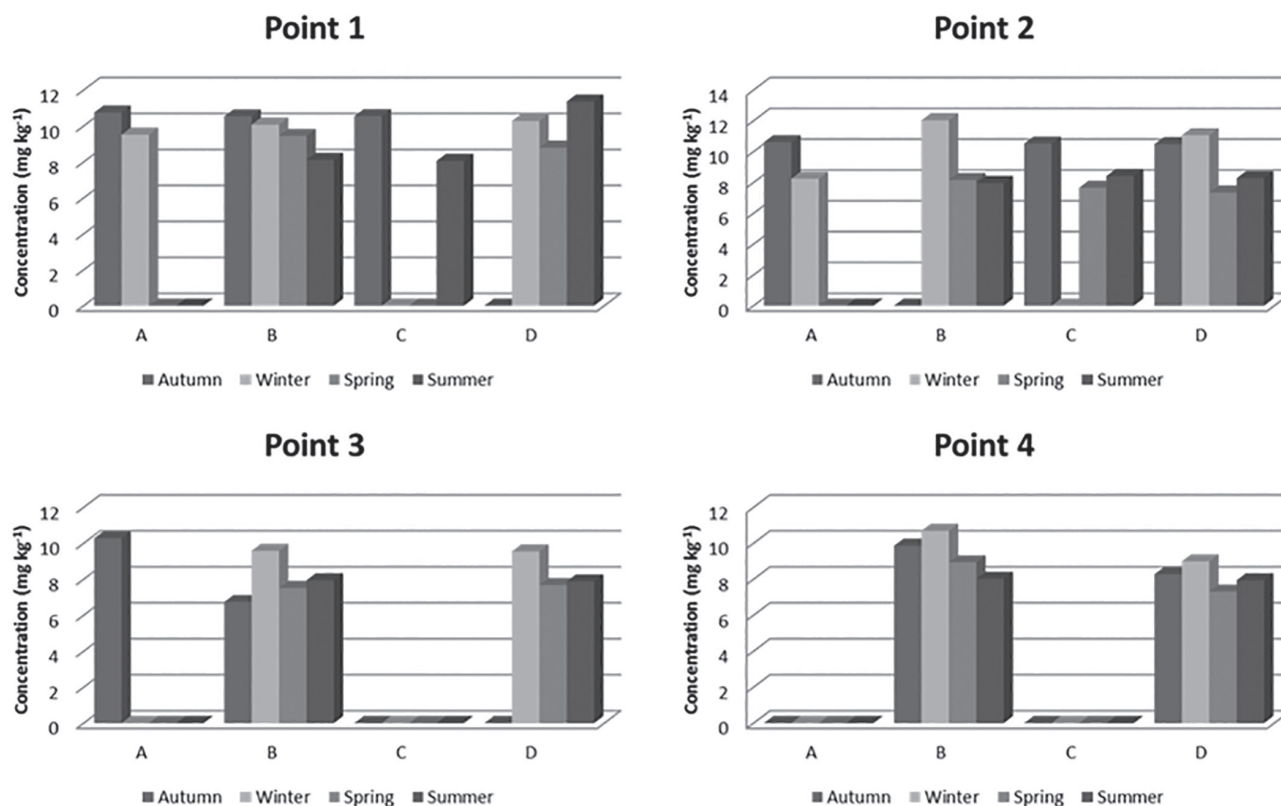 Point 1
Concentration (mg kg⁻¹)
12
10
8
6
4
2
0
A B C D
Autumn Winter Spring Summer
Point 2
Concentration (mg kg⁻¹)
14
12
10
8
6
4
2
0
A B C D
Autumn Winter Spring Summer
Point 3
Concentration (mg kg⁻¹)
12
10
8
6
4
2
0
A B C D
Autumn Winter Spring Summer
Point 4
Concentration (mg kg⁻¹)
12
10
8
6
4
2
0
A B C D
Autumn Winter Spring Summer